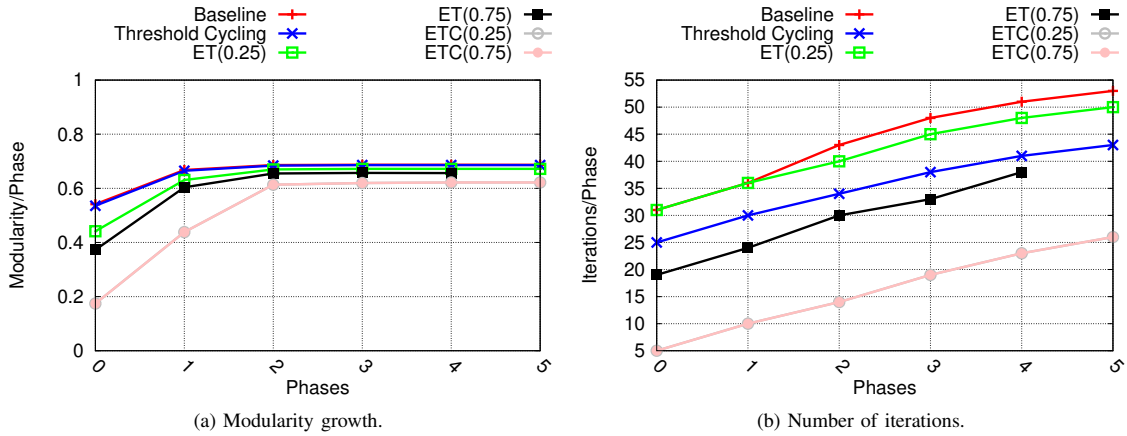 Baseline
Threshold Cycling
ET(0.25)
ET(0.75)
ETC(0.25)
ETC(0.75)
Modularity/Phase
1
0.8
0.6
0.4
0.2
0
0 1 2 3 4 5
Phases
(a) Modularity growth.
Baseline
Threshold Cycling
ET(0.25)
ET(0.75)
ETC(0.25)
ETC(0.75)
Iterations/Phase
55
50
45
40
35
30
25
20
15
10
5
0 1 2 3 4 5
Phases
(b) Number of iterations.